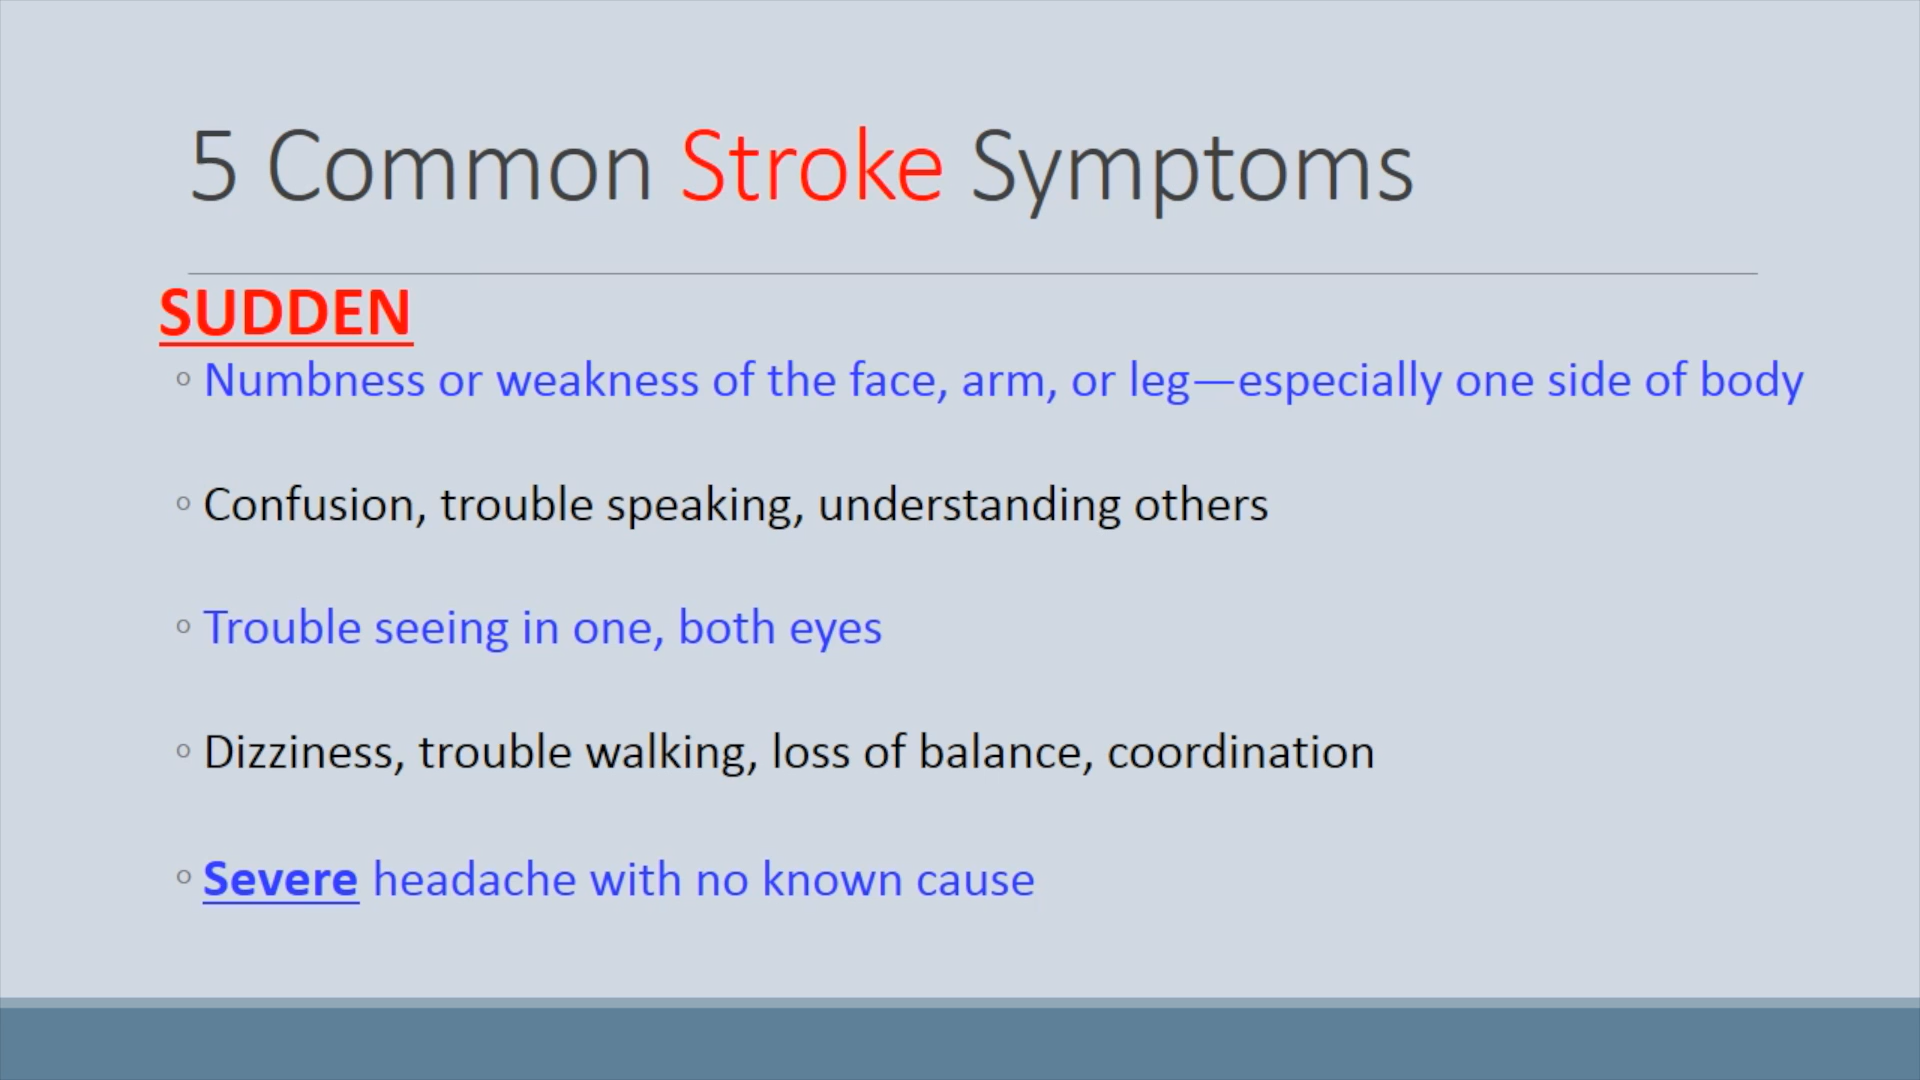 5 Common Stroke Symptoms
SUDDEN
◦ Numbness or weakness of the face, arm, or leg—especially one side of body
◦ Confusion, trouble speaking, understanding others
◦ Trouble seeing in one, both eyes
◦ Dizziness, trouble walking, loss of balance, coordination
◦ Severe headache with no known cause